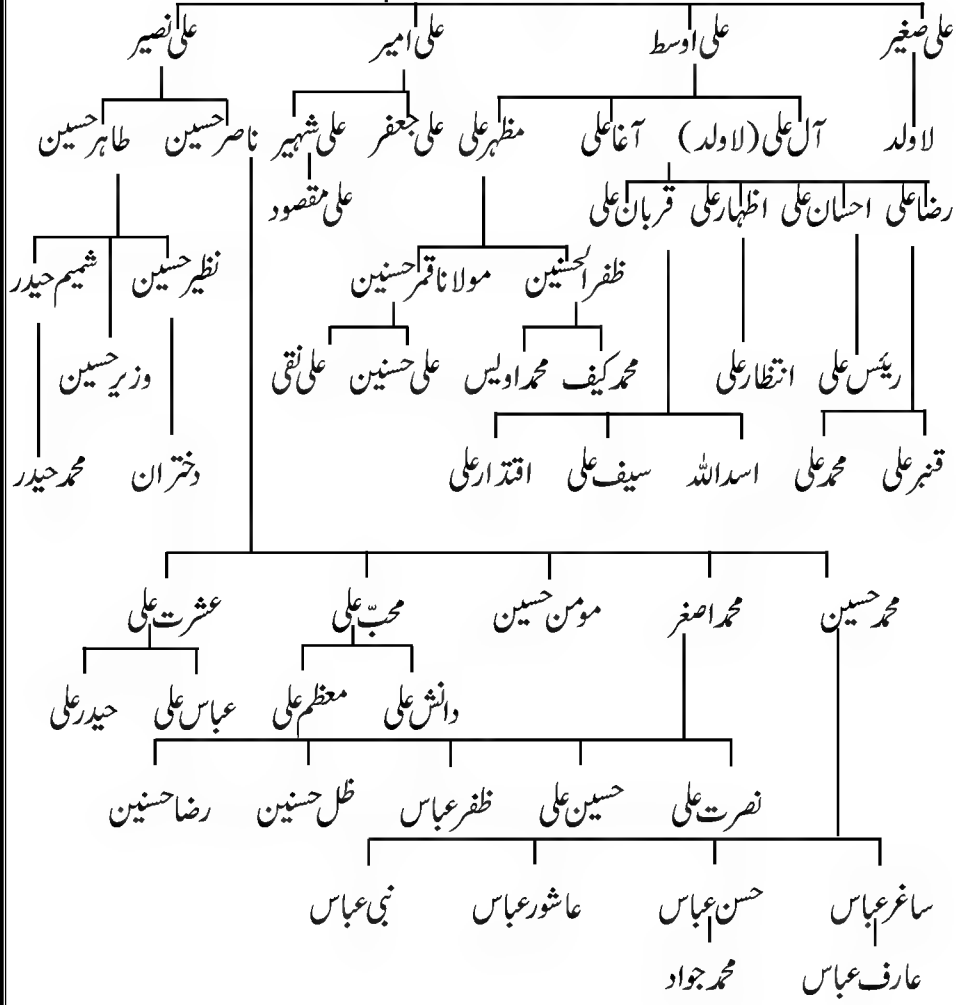 علی صغیر علی اوسط علی امیر علی نصیر
لاولد آل علی (لاولد) آغا علی مظہر علی علی جعفر علی شہیر ناصر حسین طاہر حسین
رضا علی احسان علی اظہار علی قربان علی علی مقصود
ظفر الحسنین مولانا قمر حسنین نظیر حسین شمیم حیدر
رئیس علی انتظار علی محمد کیف محمد اویس علی حسنین علی نقی وزیر حسین
قنبر علی محمد علی اسد اللہ سیف علی اقتدار علی دختران محمد حیدر
محمد حسین محمد اصغر مومن حسین محبّ علی عشرت علی
دانش علی معظم علی عباس علی حیدر علی
نصرت علی حسین علی ظفر عباس ظل حسنین رضا حسنین
ساغر عباس حسن عباس عاشور عباس نبی عباس
عارف عباس محمد جواد